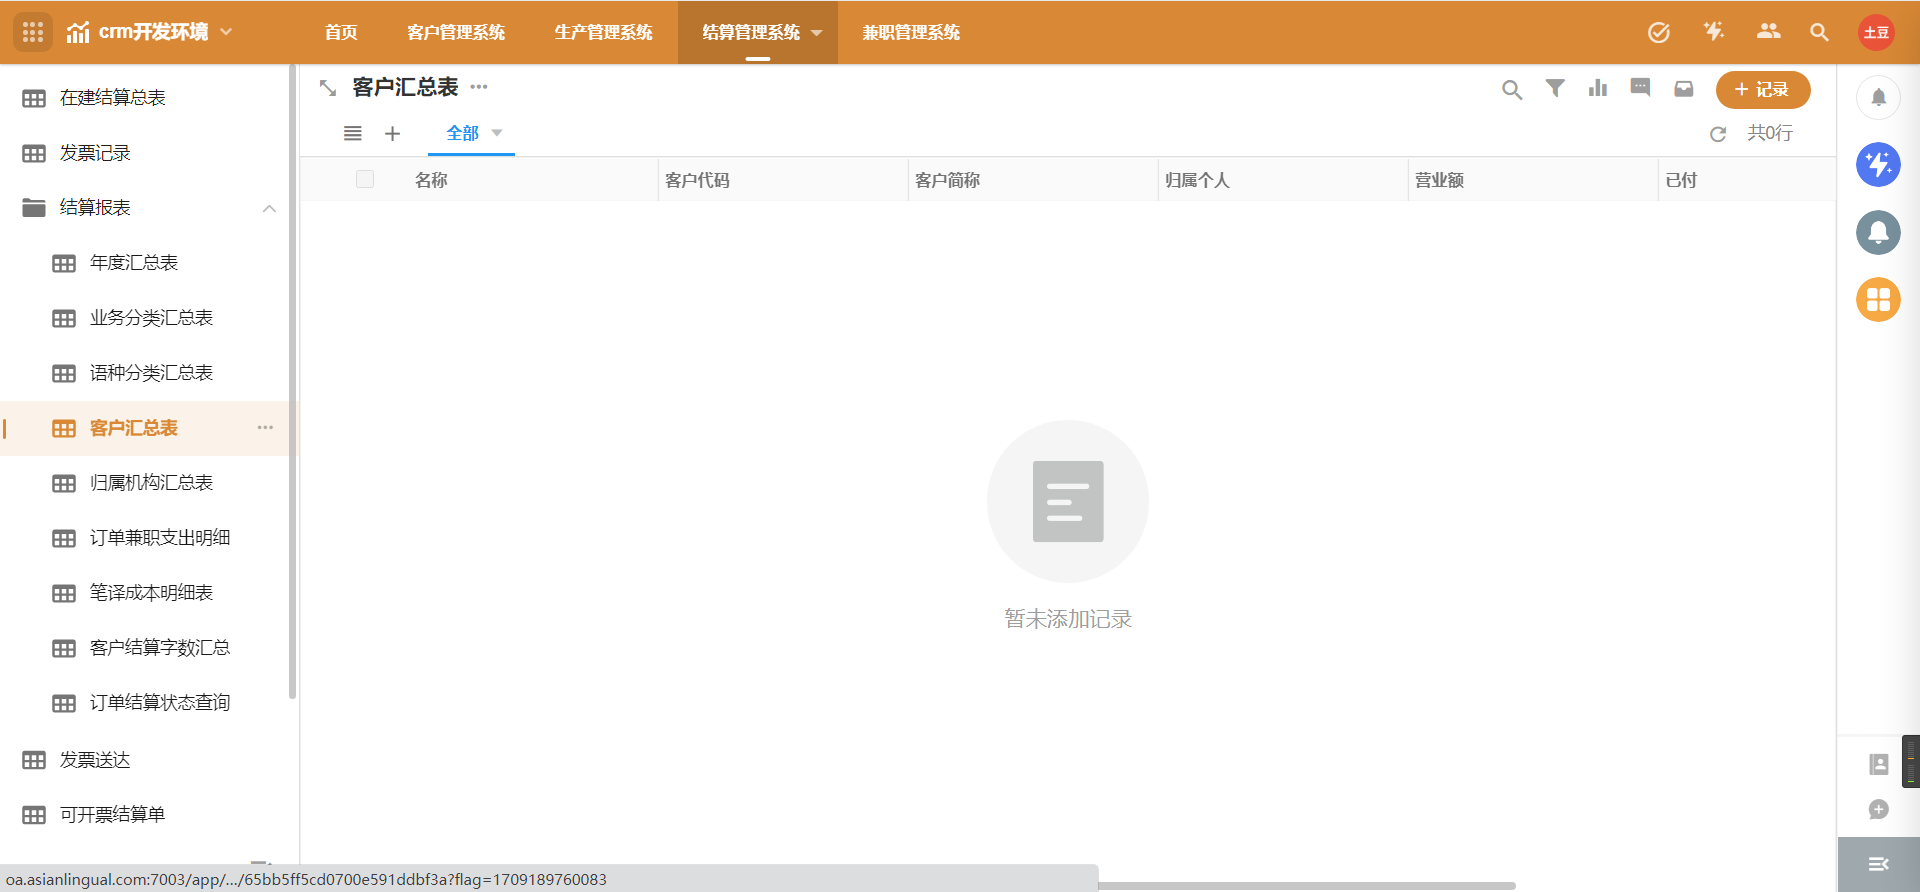 crm开发环境
首页
客户管理系统
生产管理系统
结算管理系统
兼职管理系统
土豆
在建结算总表
发票记录
结算报表
年度汇总表
业务分类汇总表
语种分类汇总表
客户汇总表
归属机构汇总表
订单兼职支出明细
笔译成本明细表
客户结算字数汇总
订单结算状态查询
发票送达
可开票结算单
客户汇总表
记录
全部
共0行
名称
客户代码
客户简称
归属个人
营业额
已付
暂未添加记录
oa.asianlingual.com:7003/app/.../65bb5ff5cd0700e591ddbf3a?flag=1709189760083